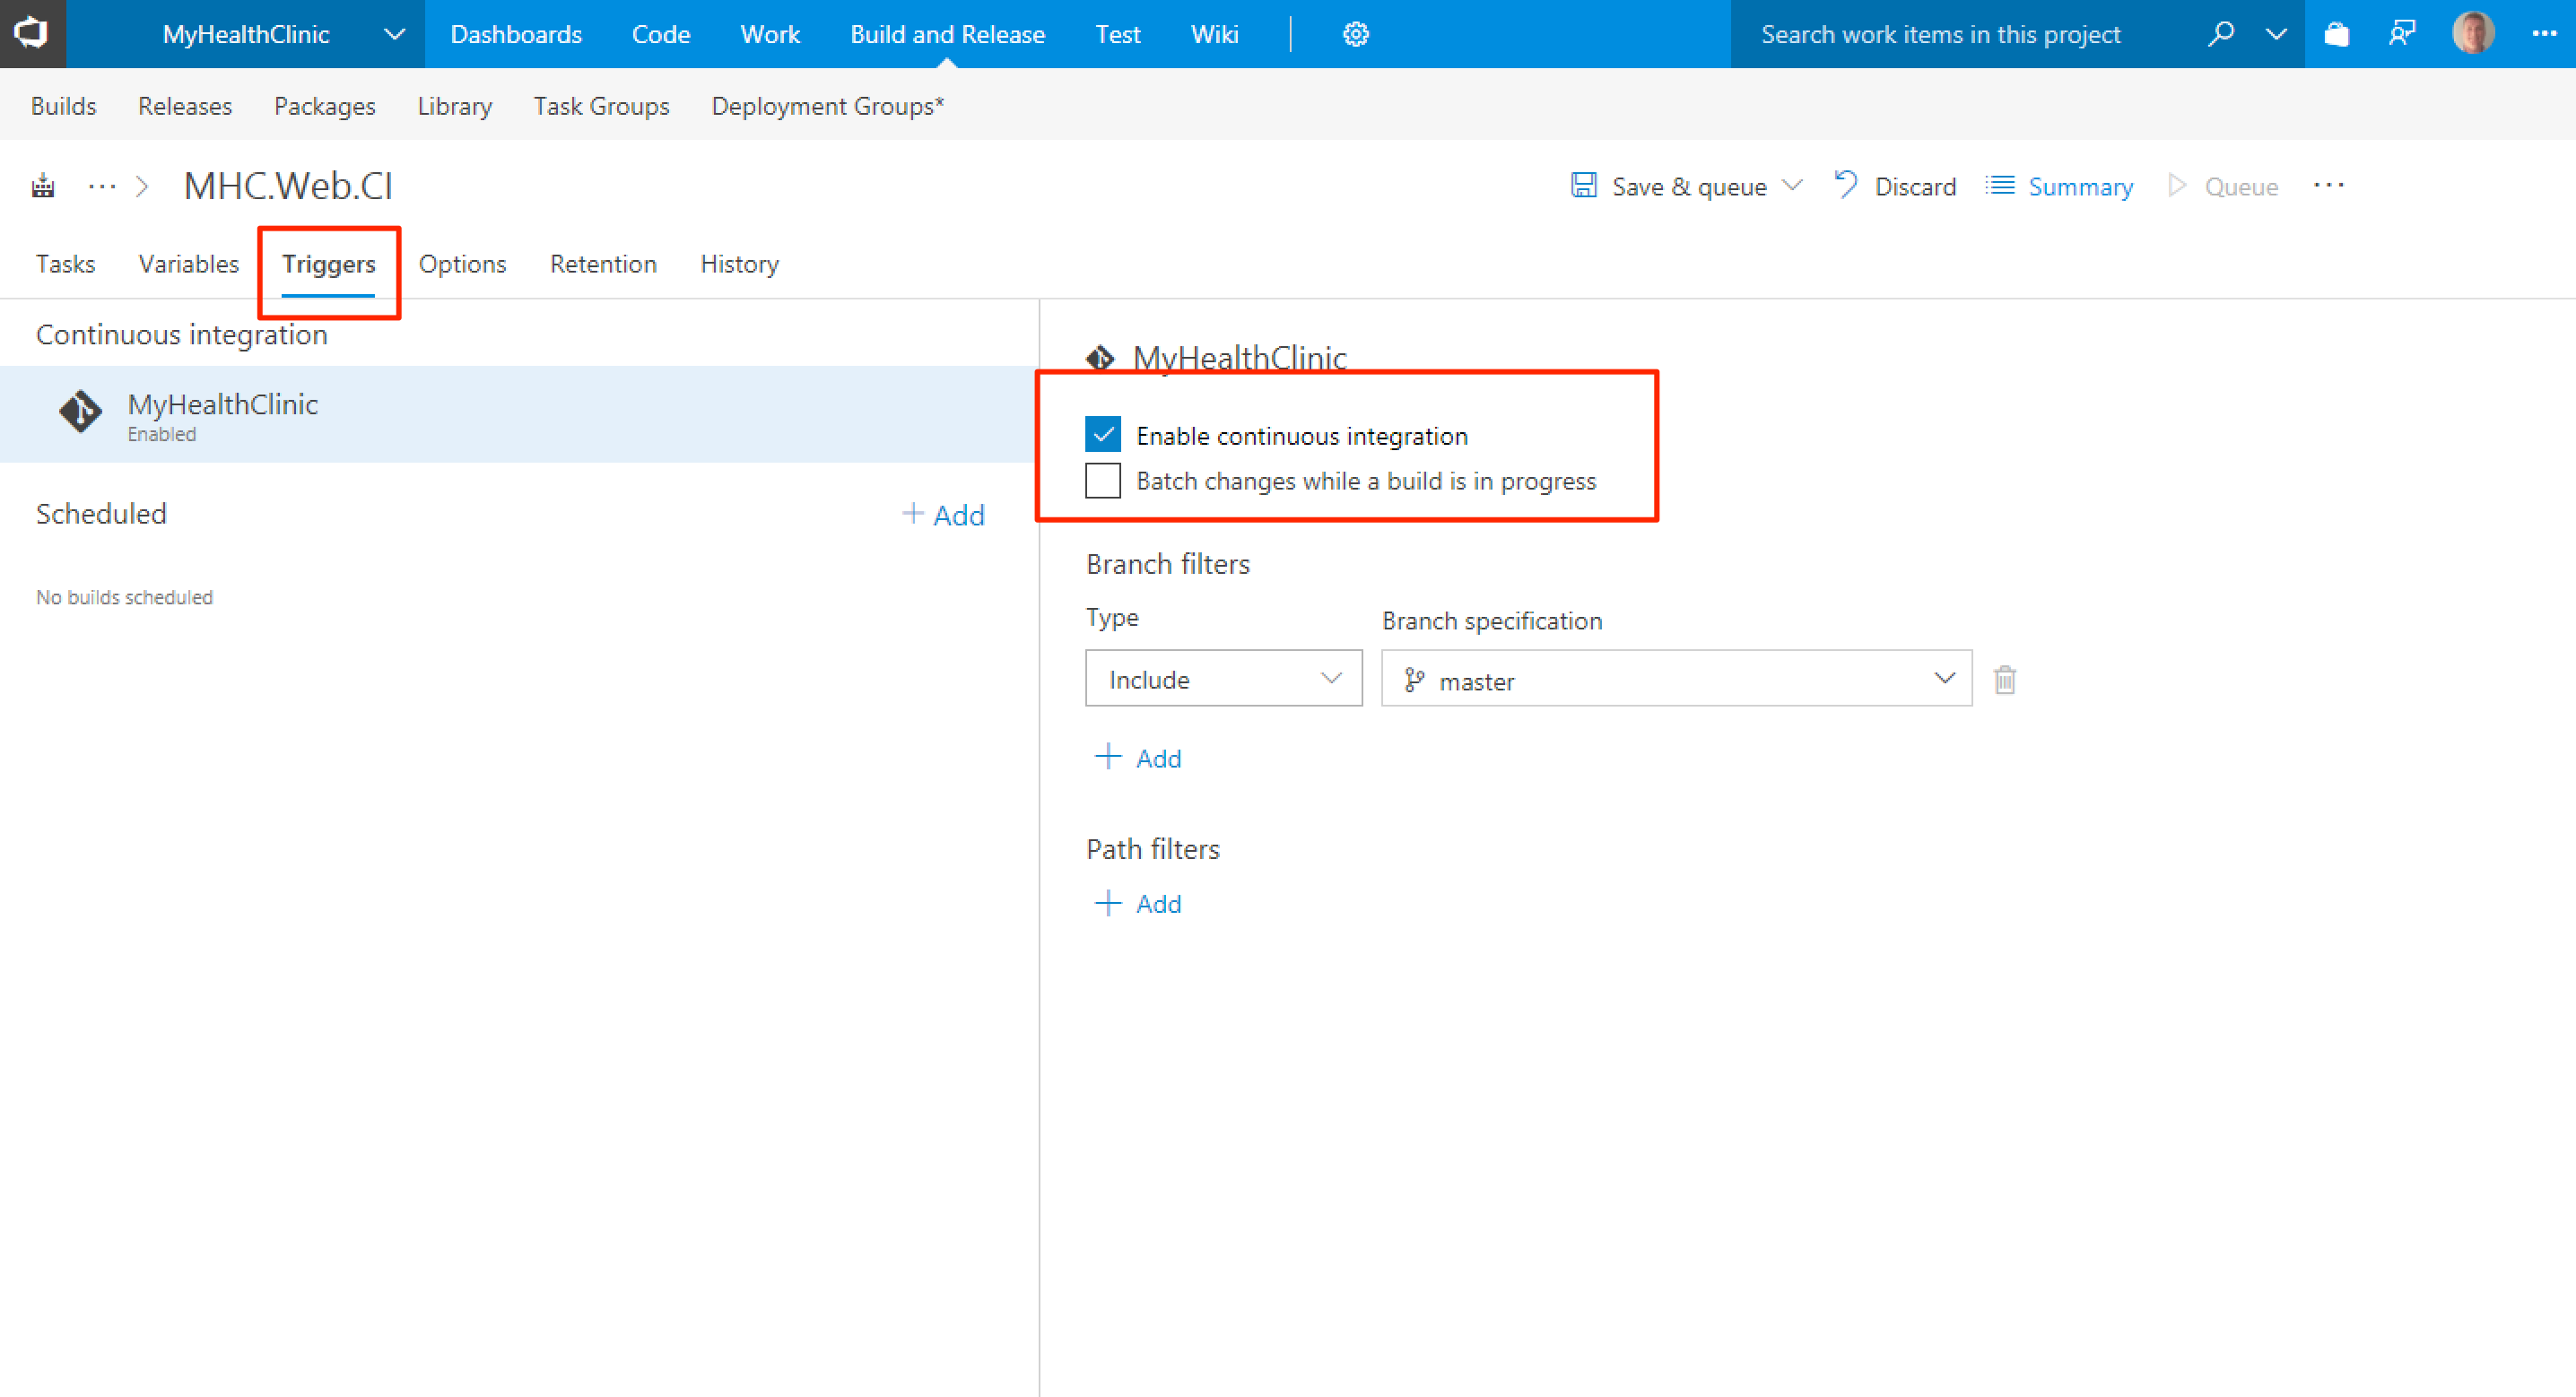 MyHealthClinic Dashboards Code Work Build and Release Test Wiki Search work items in this project
Builds Releases Packages Library Task Groups Deployment Groups*
... > MHC.Web.CI Save & queue Discard Summary Queue ...
Tasks Variables Triggers Options Retention History
Continuous integration
MyHealthClinic
Enabled
Scheduled + Add
No builds scheduled
MyHealthClinic
Enable continuous integration
Batch changes while a build is in progress
Branch filters
Type Branch specification
Include master
+ Add
Path filters
+ Add